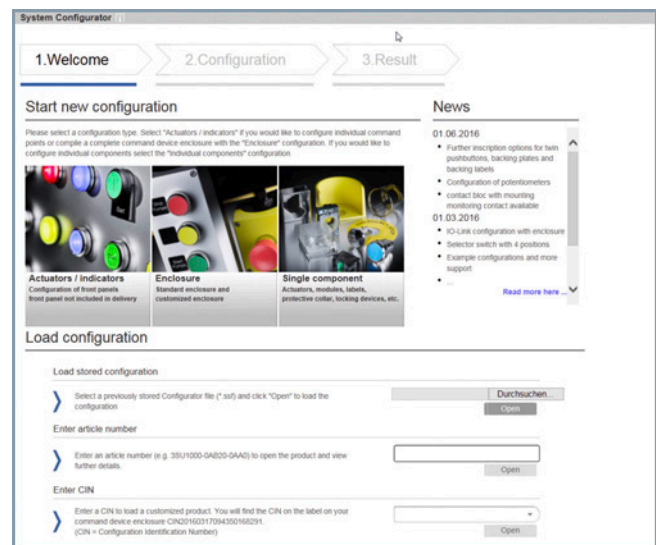 System Configurator
1.Welcome
2.Configuration
3.Result
Start new configuration
Please select a configuration type. Select "Actuators / indicators" if you would like to configure individual command
points or compile a complete command device enclosure with the "Enclosure" configuration. If you would like to
configure individual components select the "Individual components" configuration
Actuators / indicators
Configuration of front panels
front panel not included in delivery
Enclosure
Standard enclosure and
customized enclosure
Single component
Actuators, modules, labels,
protective collar, locking devices, etc.
News
01.06.2016
Further inscription options for twin
pushbuttons, backing plates and
backing labels
Configuration of potentiometers
contact bloc with mounting
monitoring contact available
01.03.2016
IO-Link configuration with enclosure
Selector switch with 4 positions
Example configurations and more
support
...
Read more here ...
Load configuration
Load stored configuration
Select a previously stored Configurator file (*.ssf) and click "Open" to load the
configuration
Durchsuchen...
Open
Enter article number
Enter an article number (e.g. 3SU1000-0AB20-0AA0) to open the product and view
further details.
Open
Enter CIN
Enter a CIN to load a customized product. You will find the CIN on the label on your
command device enclosure CIN20160317094350168291.
(CIN = Configuration Identification Number)
Open